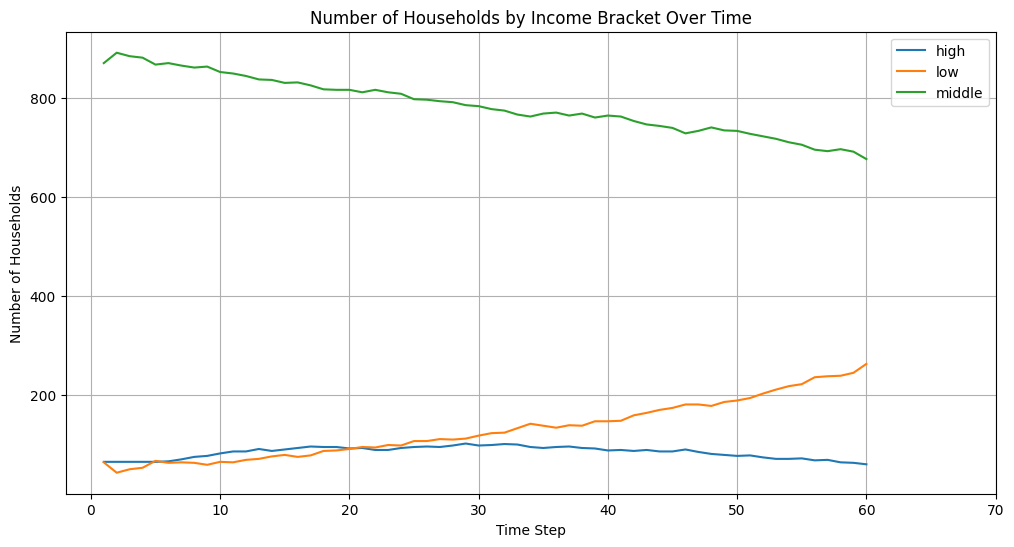 Number of Households by Income Bracket Over Time
high
low
middle
Number of Households
800
600
400
200
0
10
20
30
40
50
60
70
Time Step